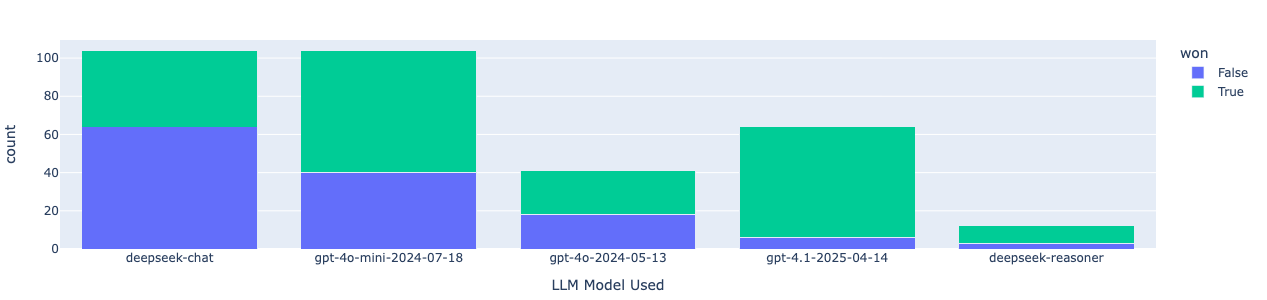 won
False
True
count
100
80
60
40
20
0
deepseek-chat
gpt-4o-mini-2024-07-18
gpt-4o-2024-05-13
gpt-4.1-2025-04-14
deepseek-reasoner
LLM Model Used